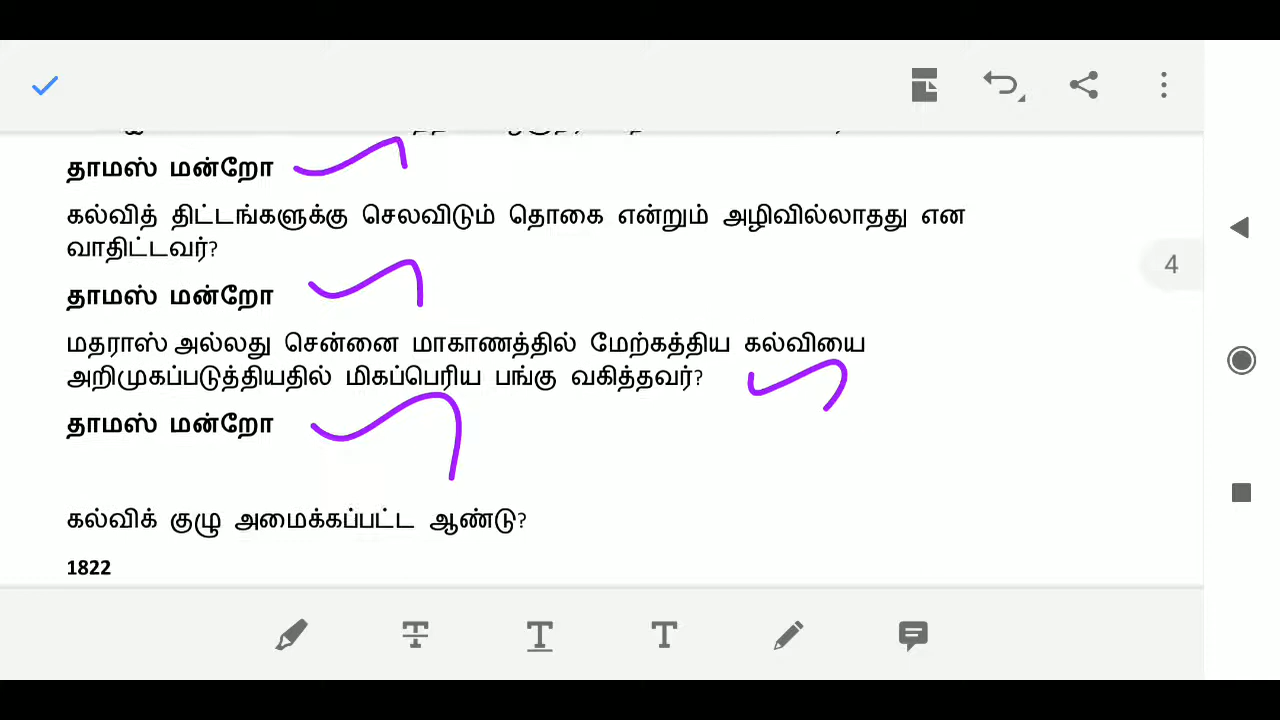 தாமஸ் மன்றோ
கல்வித் திட்டங்களுக்கு செலவிடும் தொகை என்றும் அழிவில்லாதது என
வாதிட்டவர்?
4
தாமஸ் மன்றோ
மதராஸ் அல்லது சென்னை மாகாணத்தில் மேற்கத்திய கல்வியை
அறிமுகப்படுத்தியதில் மிகப்பெரிய பங்கு வகித்தவர்?
தாமஸ் மன்றோ
கல்விக் குழு அமைக்கப்பட்ட ஆண்டு?
1822